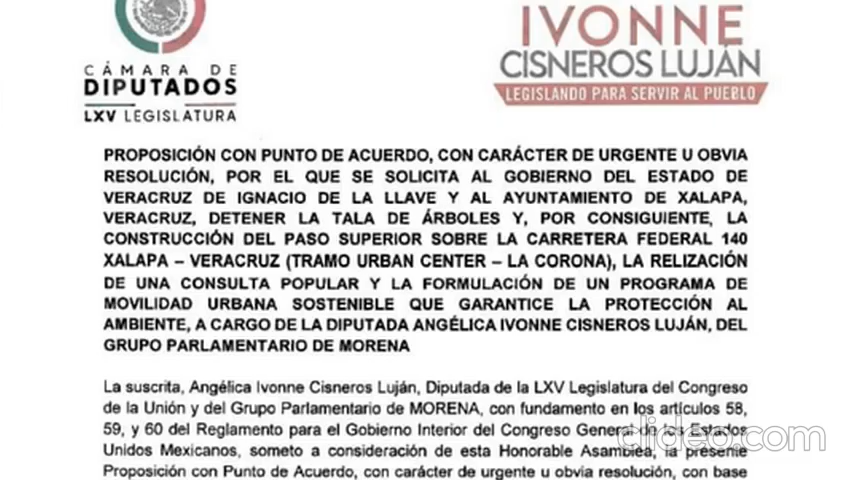 CÁMARA DE
DIPUTADOS
LXV LEGISLATURA
IVONNE
CISNEROS LUJÁN
LEGISLANDO PARA SERVIR AL PUEBLO
PROPOSICIÓN CON PUNTO DE ACUERDO, CON CARÁCTER DE URGENTE U OBVIA
RESOLUCIÓN, POR EL QUE SE SOLICITA AL GOBIERNO DEL ESTADO DE
VERACRUZ DE IGNACIO DE LA LLAVE Y AL AYUNTAMIENTO DE XALAPA,
VERACRUZ, DETENER LA TALA DE ÁRBOLES Y, POR CONSIGUIENTE, LA
CONSTRUCCIÓN DEL PASO SUPERIOR SOBRE LA CARRETERA FEDERAL 140
XALAPA – VERACRUZ (TRAMO URBAN CENTER – LA CORONA), LA RELIZACIÓN
DE UNA CONSULTA POPULAR Y LA FORMULACIÓN DE UN PROGRAMA DE
MOVILIDAD URBANA SOSTENIBLE QUE GARANTICE LA PROTECCIÓN AL
AMBIENTE, A CARGO DE LA DIPUTADA ANGÉLICA IVONNE CISNEROS LUJÁN, DEL
GRUPO PARLAMENTARIO DE MORENA
La suscrita, Angélica Ivonne Cisneros Luján, Diputada de la LXV Legislatura del Congreso
de la Unión y del Grupo Parlamentario de MORENA, con fundamento en los artículos 58,
59, y 60 del Reglamento para el Gobierno Interior del Congreso General de los Estados
Unidos Mexicanos, someto a consideración de esta Honorable Asamblea, la presente
Proposición con Punto de Acuerdo, con carácter de urgente u obvia resolución, con base
clideo.com